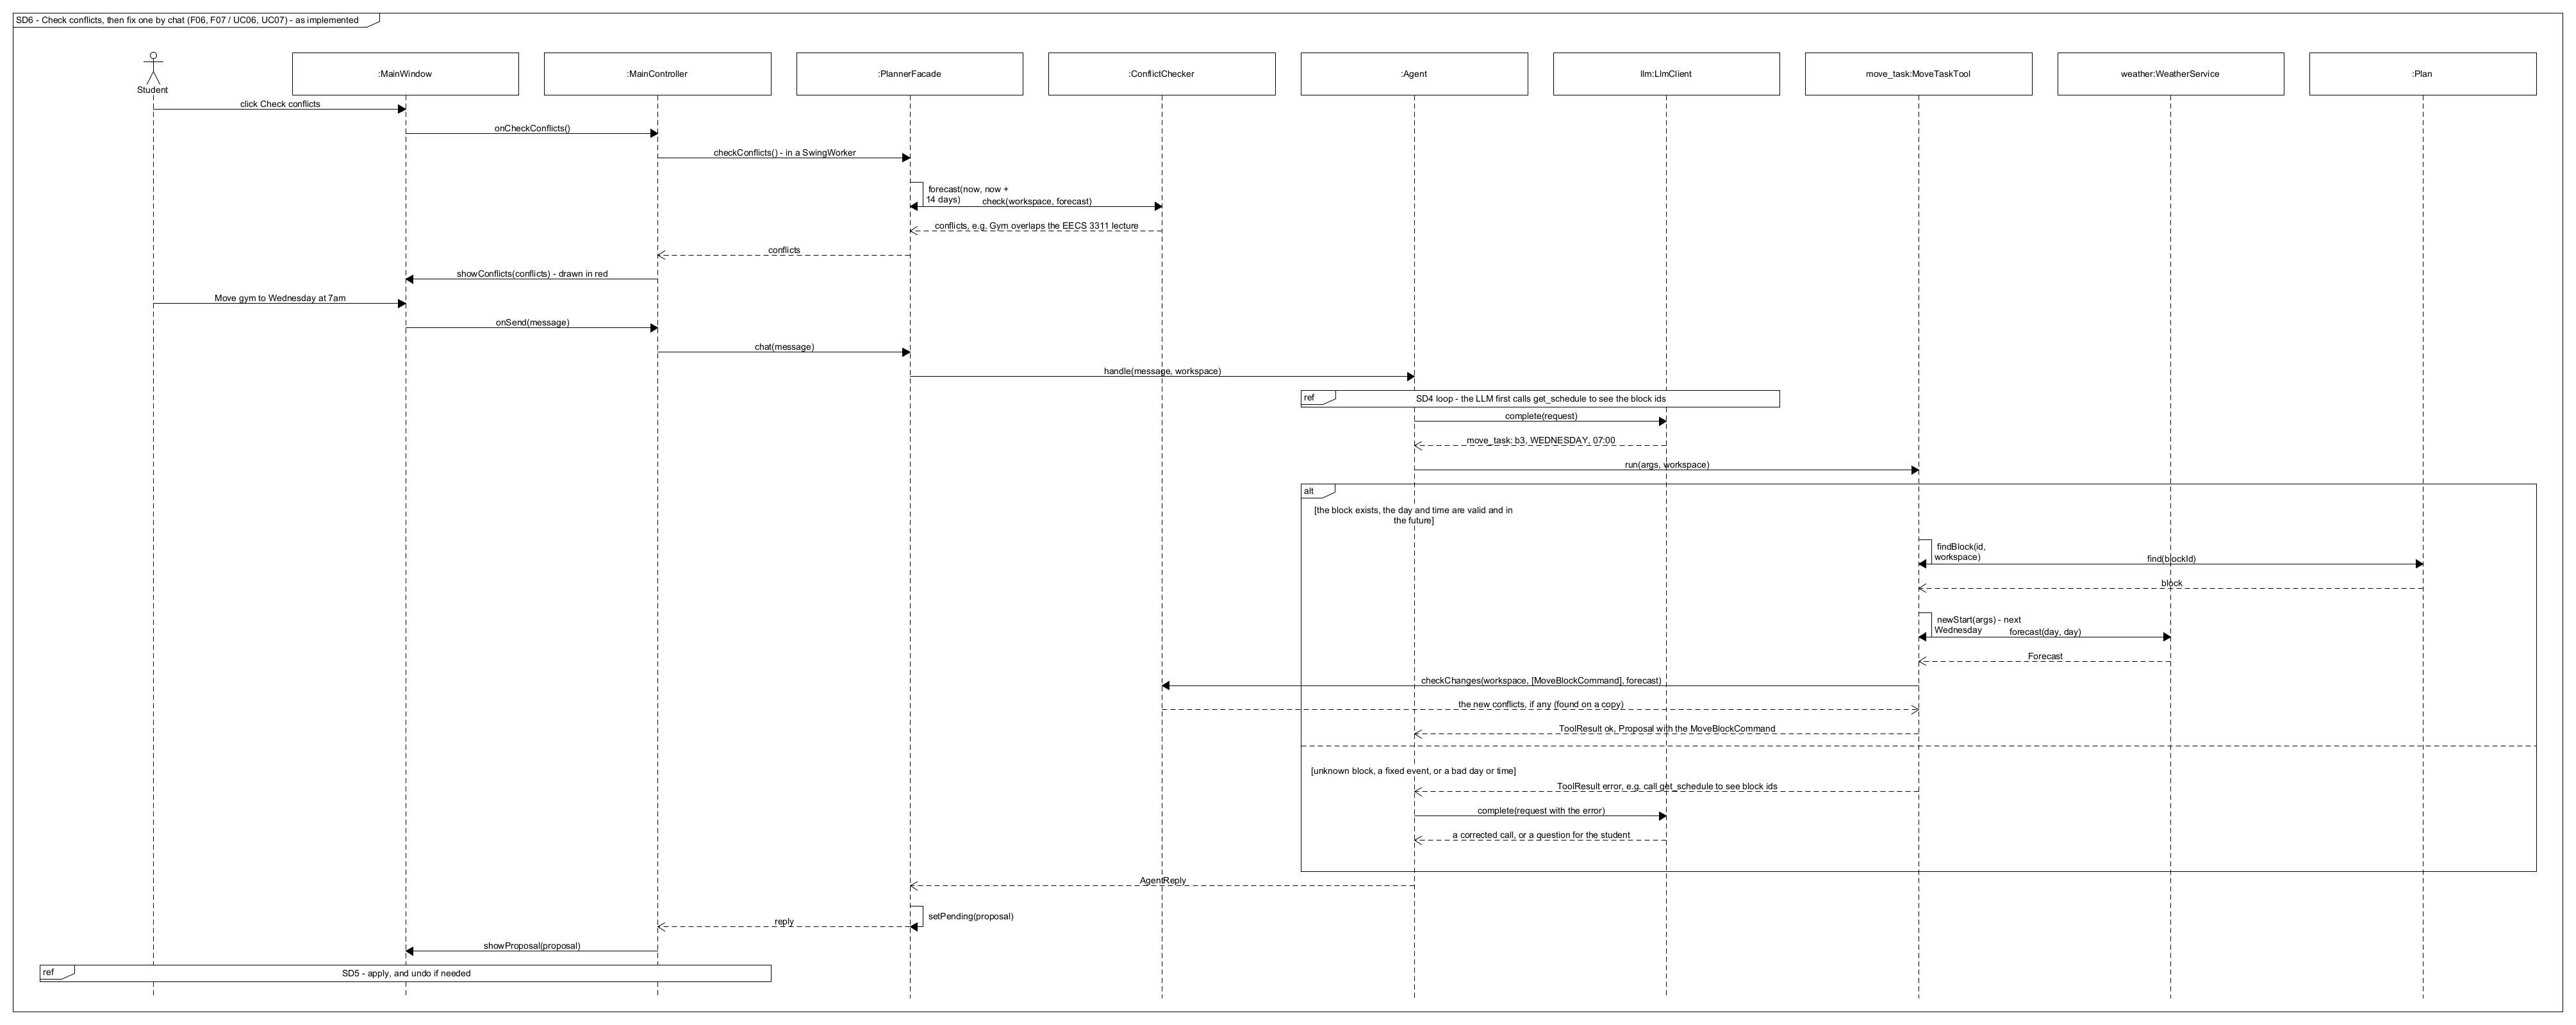 SD6 - Check conflicts, then fix one by chat (F06, F07 / UC06, UC07) - as implemented
Student
:MainWindow
:MainController
:PlannerFacade
:ConflictChecker
:Agent
llm:LlmClient
move_task:MoveTaskTool
weather:WeatherService
:Plan
click Check conflicts
onCheckConflicts()
checkConflicts() - in a SwingWorker
forecast(now, now +
14 days)
check(workspace, forecast)
conflicts, e.g. Gym overlaps the EECS 3311 lecture
conflicts
showConflicts(conflicts) - drawn in red
Move gym to Wednesday at 7am
onSend(message)
chat(message)
handle(message, workspace)
ref
SD4 loop - the LLM first calls get_schedule to see the block ids
complete(request)
move_task: b3, WEDNESDAY, 07:00
run(args, workspace)
alt
[the block exists, the day and time are valid and in
the future]
findBlock(id,
workspace)
find(blockId)
block
newStart(args) - next
Wednesday
forecast(day, day)
Forecast
checkChanges(workspace, [MoveBlockCommand], forecast)
the new conflicts, if any (found on a copy)
ToolResult ok, Proposal with the MoveBlockCommand
[unknown block, a fixed event, or a bad day or time]
ToolResult error, e.g. call get_schedule to see block ids
complete(request with the error)
a corrected call, or a question for the student
AgentReply
setPending(proposal)
reply
showProposal(proposal)
ref
SD5 - apply, and undo if needed